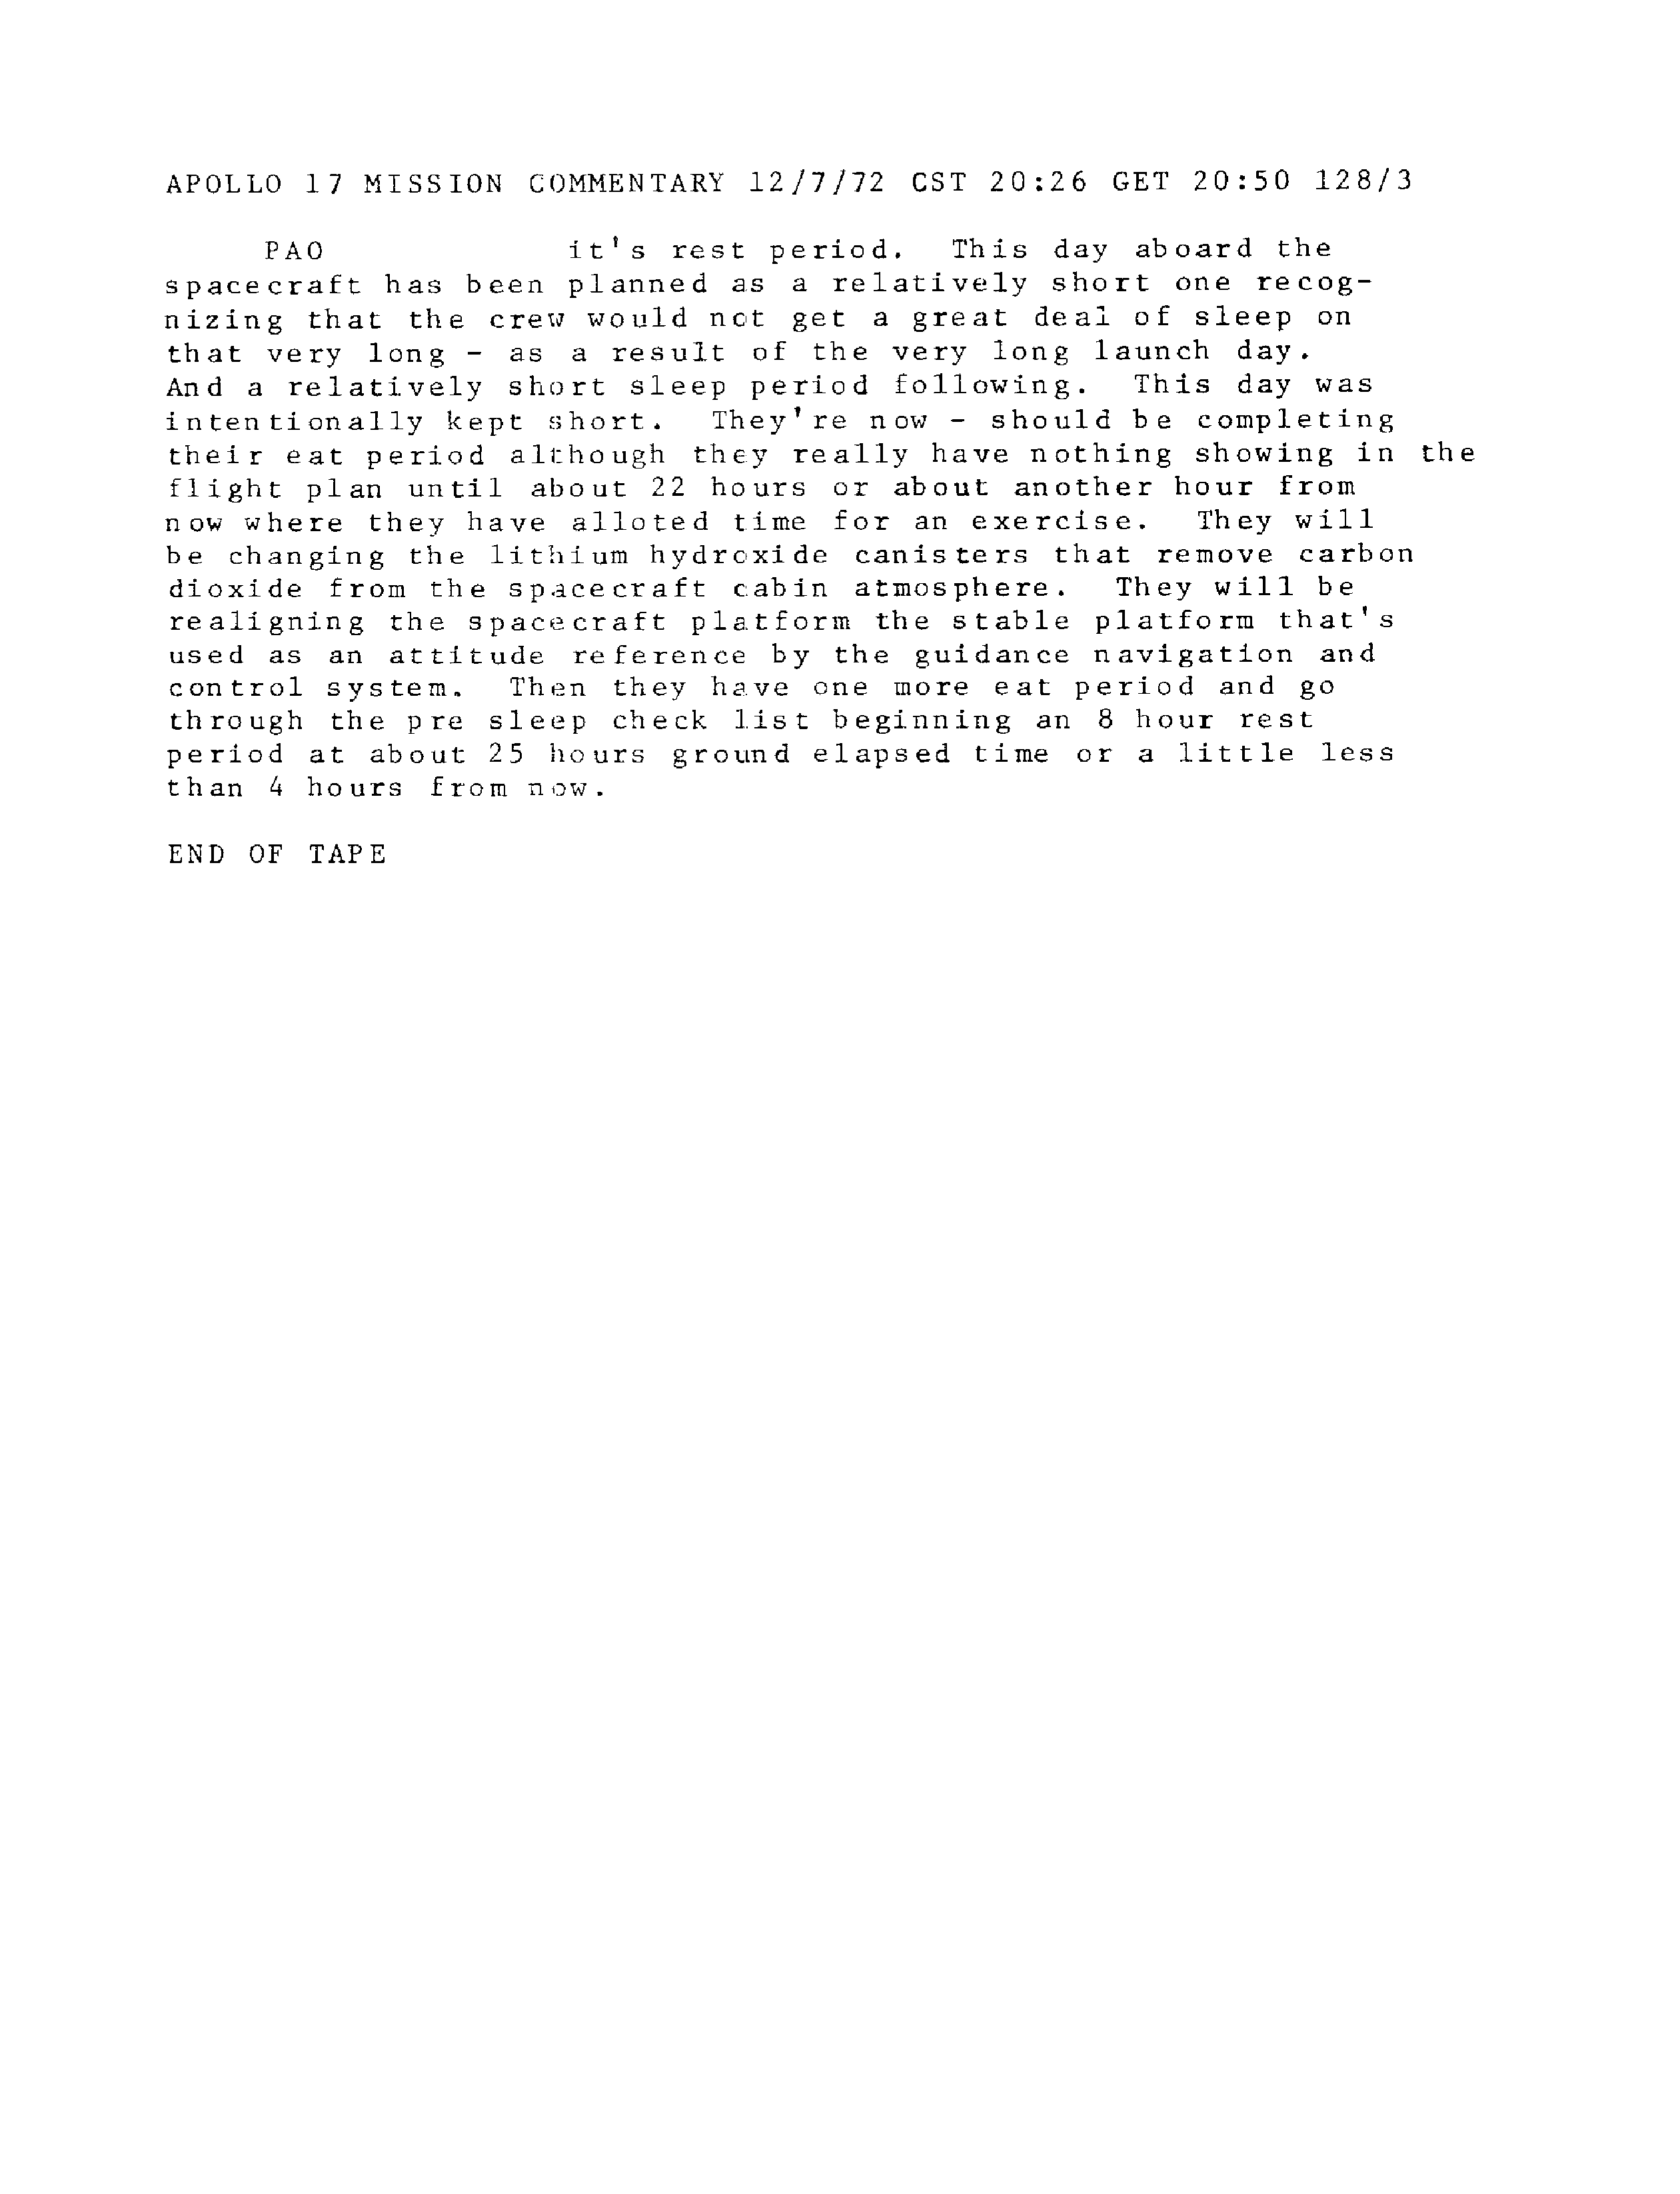 APOLLO 17 MISSION COMMENTARY 12/7/72 CST 20:26 GET 20:50 128/3
PAO it's rest period. This day aboard the
spacecraft has been planned as a relatively short one recog-
nizing that the crew would not get a great deal of sleep on
that very long - as a result of the very long launch day.
And a relatively short sleep period following. This day was
intentionally kept short. They're now - should be completing
their eat period although they really have nothing showing in the
flight plan until about 22 hours or about another hour from
now where they have alloted time for an exercise. They will
be changing the lithium hydroxide canisters that remove carbon
dioxide from the spacecraft cabin atmosphere. They will be
realigning the spacecraft platform the stable platform that's
used as an attitude reference by the guidance navigation and
control system. Then they have one more eat period and go
through the pre sleep check list beginning an 8 hour rest
period at about 25 hours ground elapsed time or a little less
than 4 hours from now.
END OF TAPE